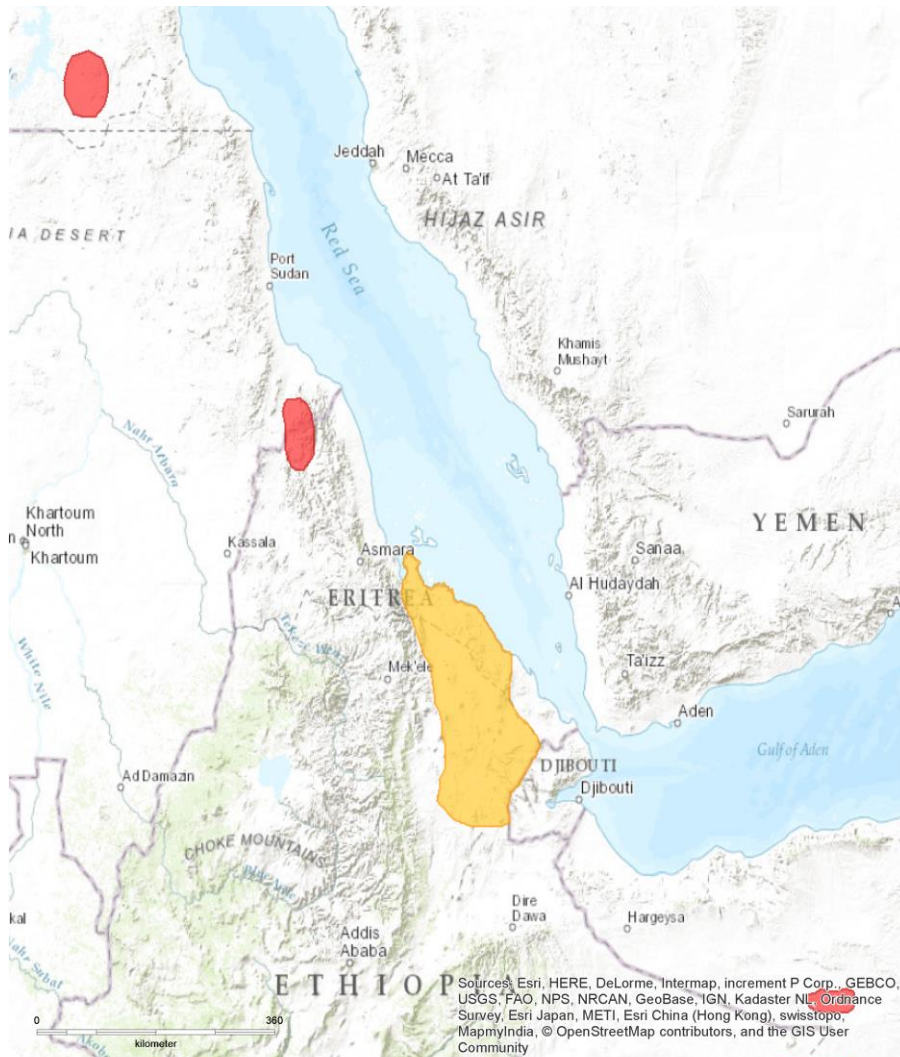 Jeddah
Mecca
At Ta'if
HIJAZ ASIR
IA DESERT
Red Sea
Port
Sudan
Khamis
Mushayt
Sarurah
Nahr Atbara
Khartoum
North
n
Khartoum
Kassala
Asmara
YEMEN
Sanaa
Al Hudaydah
ERITREA
A
White Nile
Mek'ele
Ta'izz
Aden
Gulf of Aden
DJIBOUTI
Djibouti
Ad Damazin
CHOKE MOUNTAINS
Blue Nile
Dire
Dawa
Hargeysa
kal
Addis
Ababa
ETHIOPIA
Sources: Esri, HERE, DeLorme, Intermap, increment P Corp., GEBCO,
USGS, FAO, NPS, NRCAN, GeoBase, IGN, Kadaster NL, Ordnance
Survey, Esri Japan, METI, Esri China (Hong Kong), swisstopo,
MapmyIndia, © OpenStreetMap contributors, and the GIS User
Community
0
360
kilometer